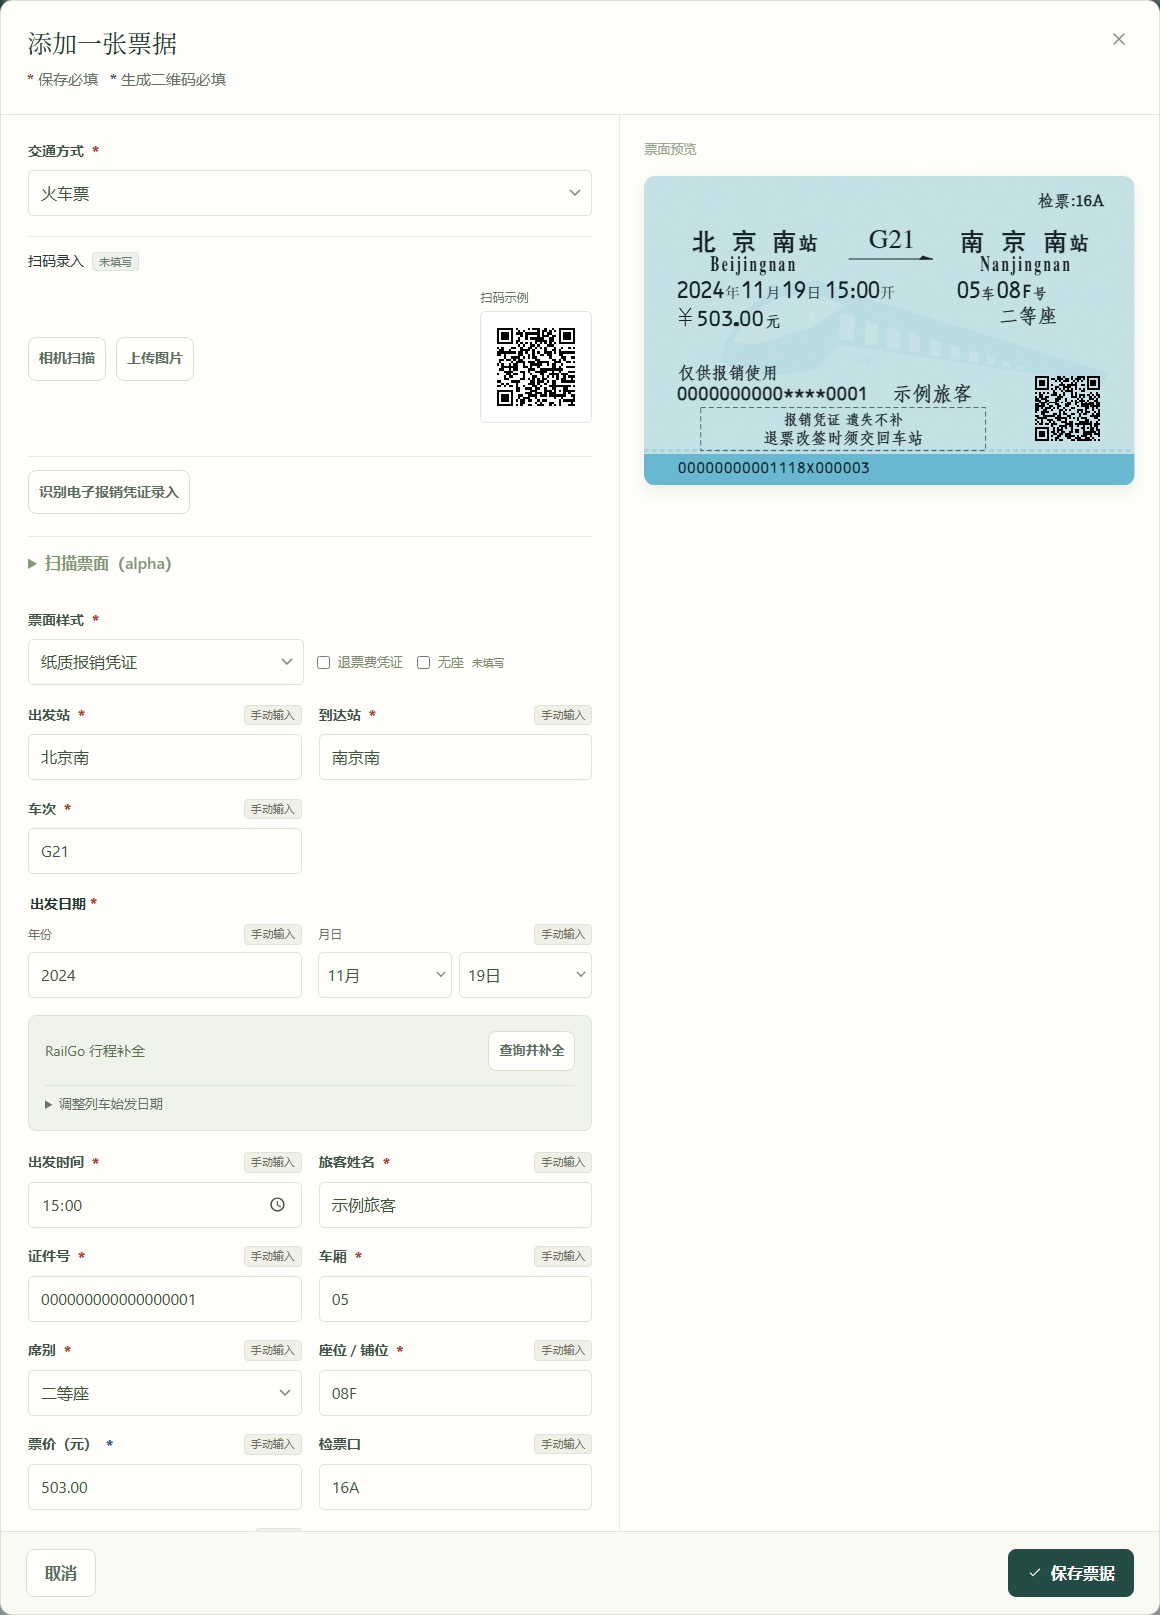 添加一张票据
* 保存必填 * 生成二维码必填
交通方式 *
火车票
扫码录入 未填写
扫码示例
相机扫描 上传图片
识别电子报销凭证录入
▶ 扫描票面（alpha）
票面样式 *
纸质报销凭证 退票费凭证 无座 未填写
出发站 * 手动输入 到达站 * 手动输入
北京南 南京南
车次 * 手动输入
G21
出发日期 *
年份 手动输入 月日 手动输入
2024 11月 19日
RailGo 行程补全 查询并补全
▶ 调整列车始发日期
出发时间 * 手动输入 旅客姓名 * 手动输入
15:00 示例旅客
证件号 * 手动输入 车厢 * 手动输入
000000000000000001 05
席别 * 手动输入 座位 / 铺位 * 手动输入
二等座 08F
票价（元） * 手动输入 检票口 手动输入
503.00 16A
票面预览
检票:16A
北京南站 G21 南京南站
Beijingnan Nanjingnan
2024年11月19日 15:00开 05车08F号
￥503.00元 二等座
仅供报销使用
0000000000****0001 示例旅客
报销凭证 遗失不补
退票改签时须交回车站
00000000001118X000003
取消 保存票据